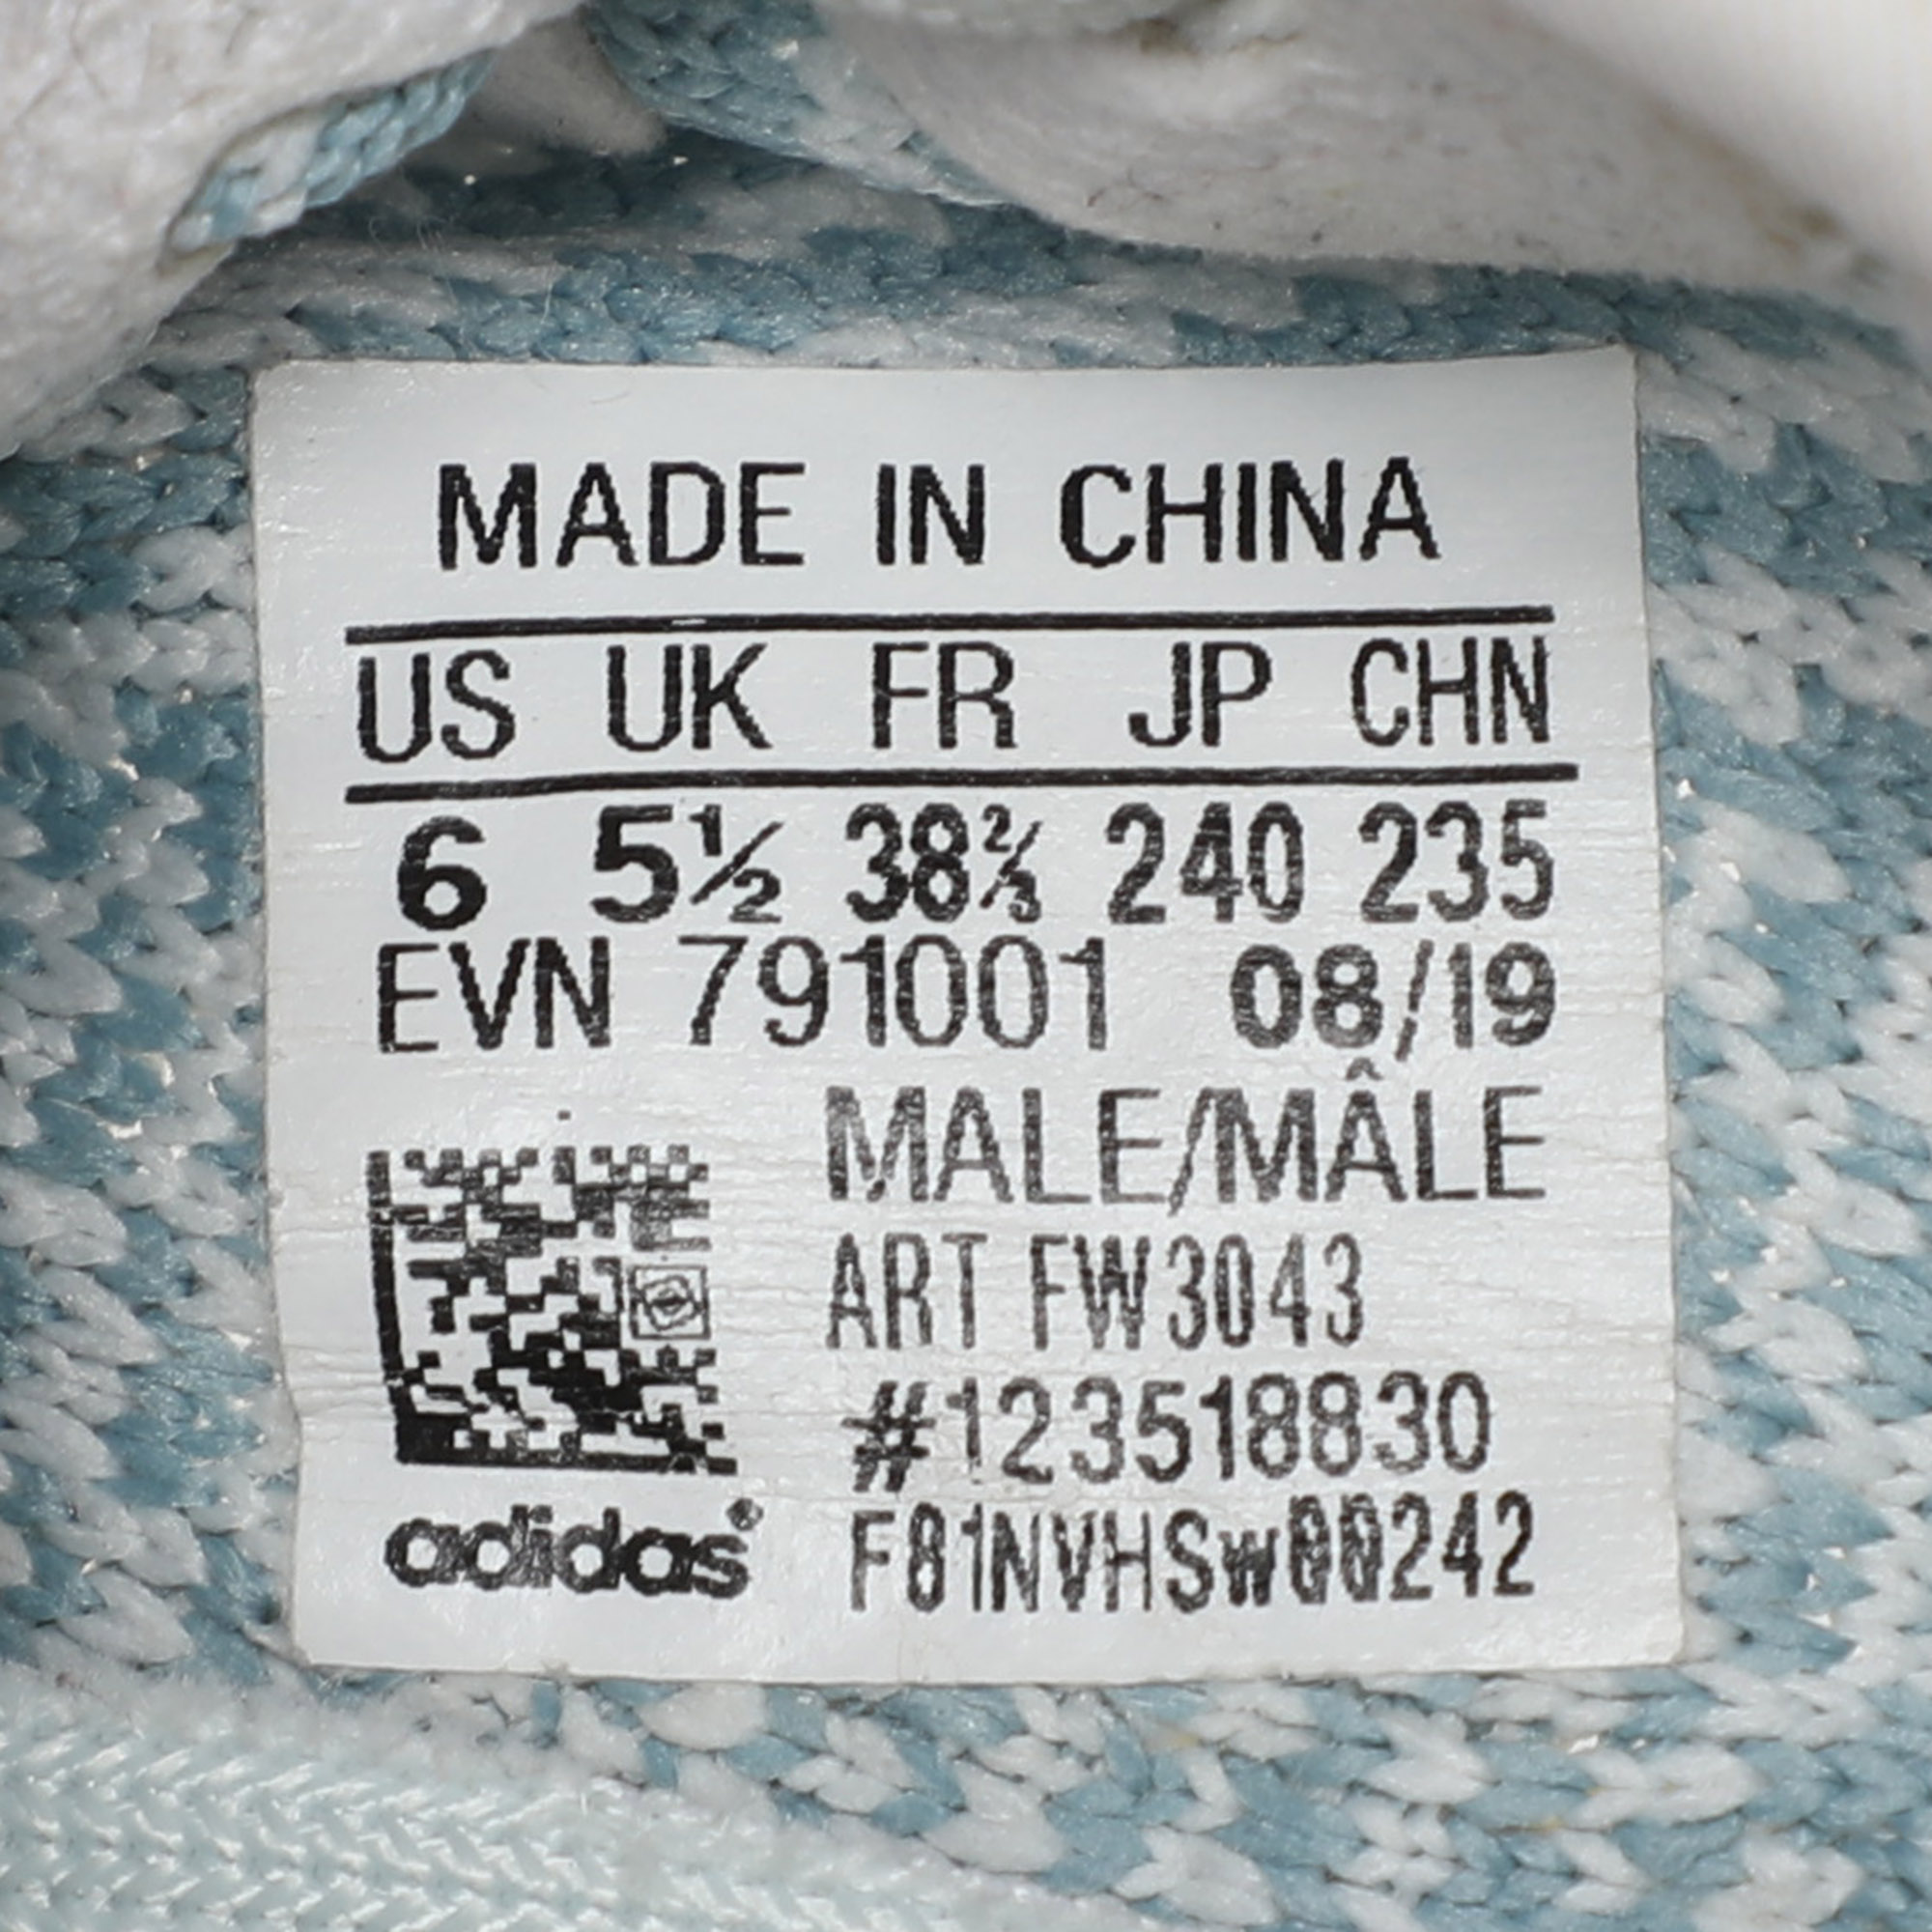 MADE IN CHINA
US UK FR JP CHN
6 5½ 38⅔ 240 235
EVN 791001 08/19
MALE/MÂLE
ART FW3043
#123518830
adidas® F81NVHSw00242